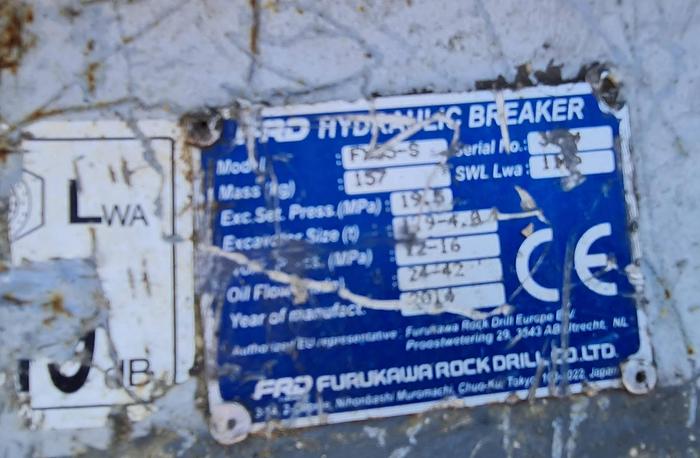 LWA
dB
FRD HYDRAULIC BREAKER
Model :
Serial No.:
Mass (kg) : 157
SWL Lwa :
Exc.Set. Press.(MPa) : 19.5
Excavator Size (t)
(MPa) 12-16
Oil Flow 24-42
Year of manufact. 2014
Authorized EU representative : Furukawa Rock Drill Europe B.V.
Proostwetering 29, 3543 AB Utrecht, NL
FRD FURUKAWA ROCK DRILL CO.LTD.
Nihonbashi Muromachi, Chuo-Ku, Tokyo Japan
CE